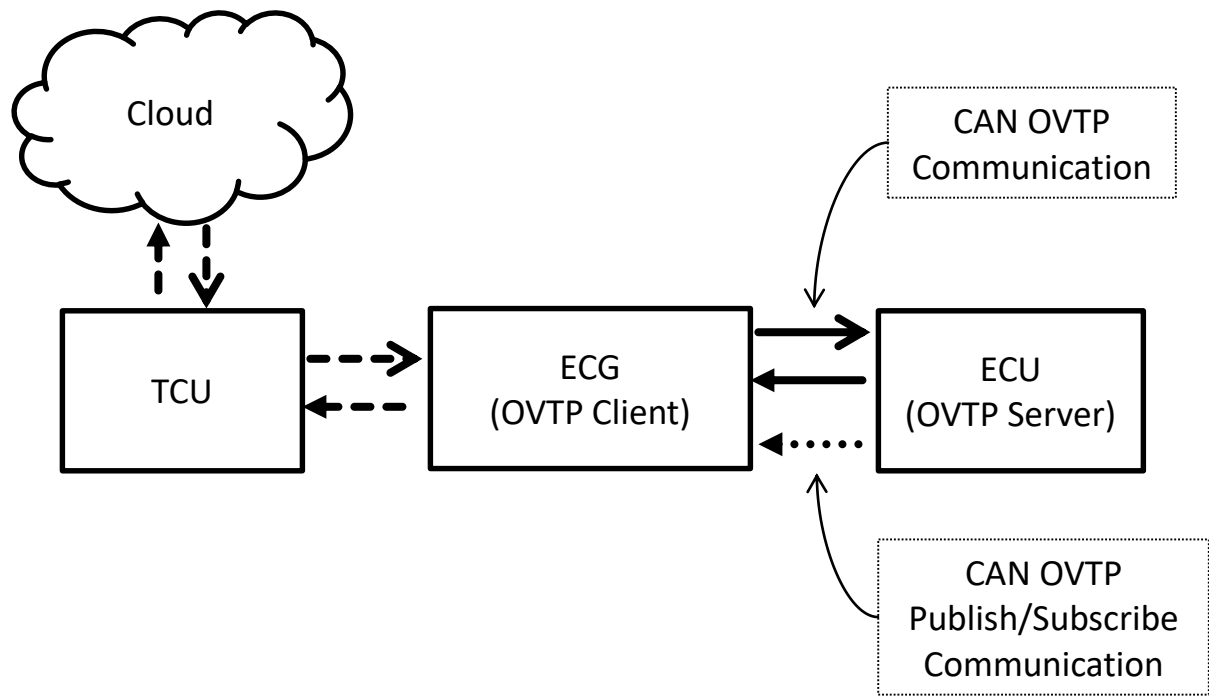 Cloud
CAN OVTP
Communication
TCU
ECG
(OVTP Client)
ECU
(OVTP Server)
CAN OVTP
Publish/Subscribe
Communication